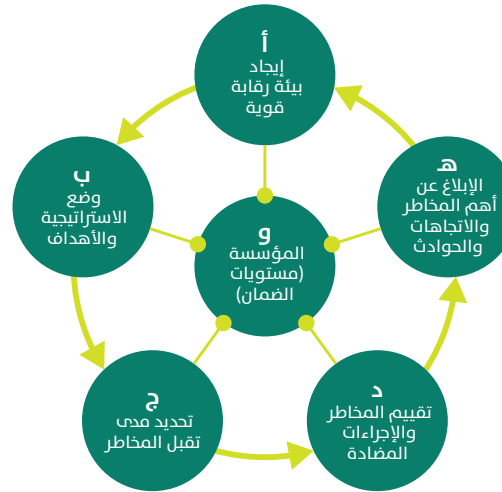 أ
إيجاد
بيئة رقابة
قوية
ب
وضع
الاستراتيجية
والأهداف
ج
تحديد مدى
تقبل المخاطر
د
تقييم المخاطر
والإجراءات
المضادة
هـ
الإبلاغ عن
أهم المخاطر
والاتجاهات
والحوادث
و
المؤسسة
(مستويات
الضمان)